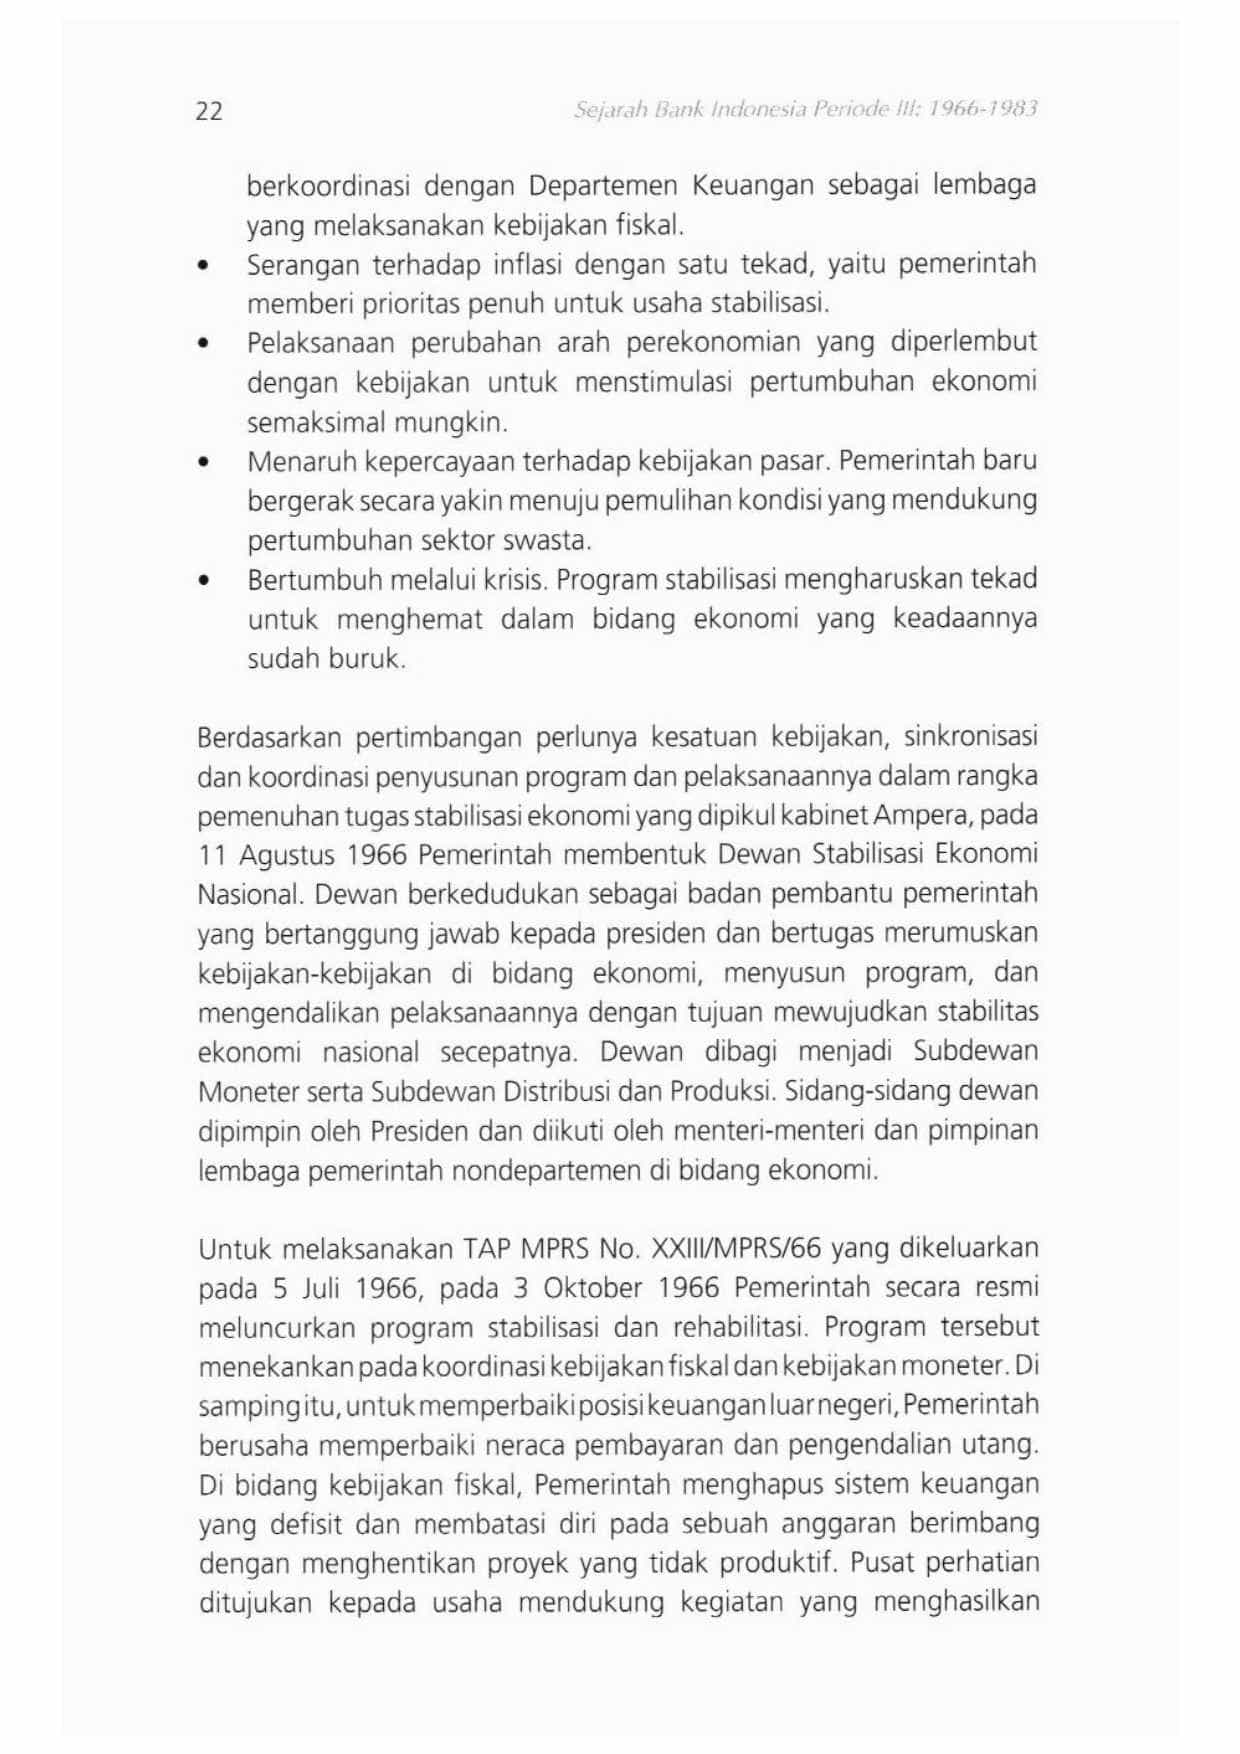 22
Sejarah Bank Indonesia Periode III: 1966-1983
berkoordinasi dengan Departemen Keuangan sebagai lembaga
yang melaksanakan kebijakan fiskal.
• Serangan terhadap inflasi dengan satu tekad, yaitu pemerintah
memberi prioritas penuh untuk usaha stabilisasi.
• Pelaksanaan perubahan arah perekonomian yang diperlembut
dengan kebijakan untuk menstimulasi pertumbuhan ekonomi
semaksimal mungkin.
• Menaruh kepercayaan terhadap kebijakan pasar. Pemerintah baru
bergerak secara yakin menuju pemulihan kondisi yang mendukung
pertumbuhan sektor swasta.
• Bertumbuh melalui krisis. Program stabilisasi mengharuskan tekad
untuk menghemat dalam bidang ekonomi yang keadaannya
sudah buruk.
Berdasarkan pertimbangan perlunya kesatuan kebijakan, sinkronisasi
dan koordinasi penyusunan program dan pelaksanaannya dalam rangka
pemenuhan tugas stabilisasi ekonomi yang dipikul kabinet Ampera, pada
11 Agustus 1966 Pemerintah membentuk Dewan Stabilisasi Ekonomi
Nasional. Dewan berkedudukan sebagai badan pembantu pemerintah
yang bertanggung jawab kepada presiden dan bertugas merumuskan
kebijakan-kebijakan di bidang ekonomi, menyusun program, dan
mengendalikan pelaksanaannya dengan tujuan mewujudkan stabilitas
ekonomi nasional secepatnya. Dewan dibagi menjadi Subdewan
Moneter serta Subdewan Distribusi dan Produksi. Sidang-sidang dewan
dipimpin oleh Presiden dan diikuti oleh menteri-menteri dan pimpinan
lembaga pemerintah nondepartemen di bidang ekonomi.
Untuk melaksanakan TAP MPRS No. XXIII/MPRS/66 yang dikeluarkan
pada 5 Juli 1966, pada 3 Oktober 1966 Pemerintah secara resmi
meluncurkan program stabilisasi dan rehabilitasi. Program tersebut
menekankan pada koordinasi kebijakan fiskal dan kebijakan moneter. Di
samping itu, untuk memperbaiki posisi keuangan luar negeri, Pemerintah
berusaha memperbaiki neraca pembayaran dan pengendalian utang.
Di bidang kebijakan fiskal, Pemerintah menghapus sistem keuangan
yang defisit dan membatasi diri pada sebuah anggaran berimbang
dengan menghentikan proyek yang tidak produktif. Pusat perhatian
ditujukan kepada usaha mendukung kegiatan yang menghasilkan